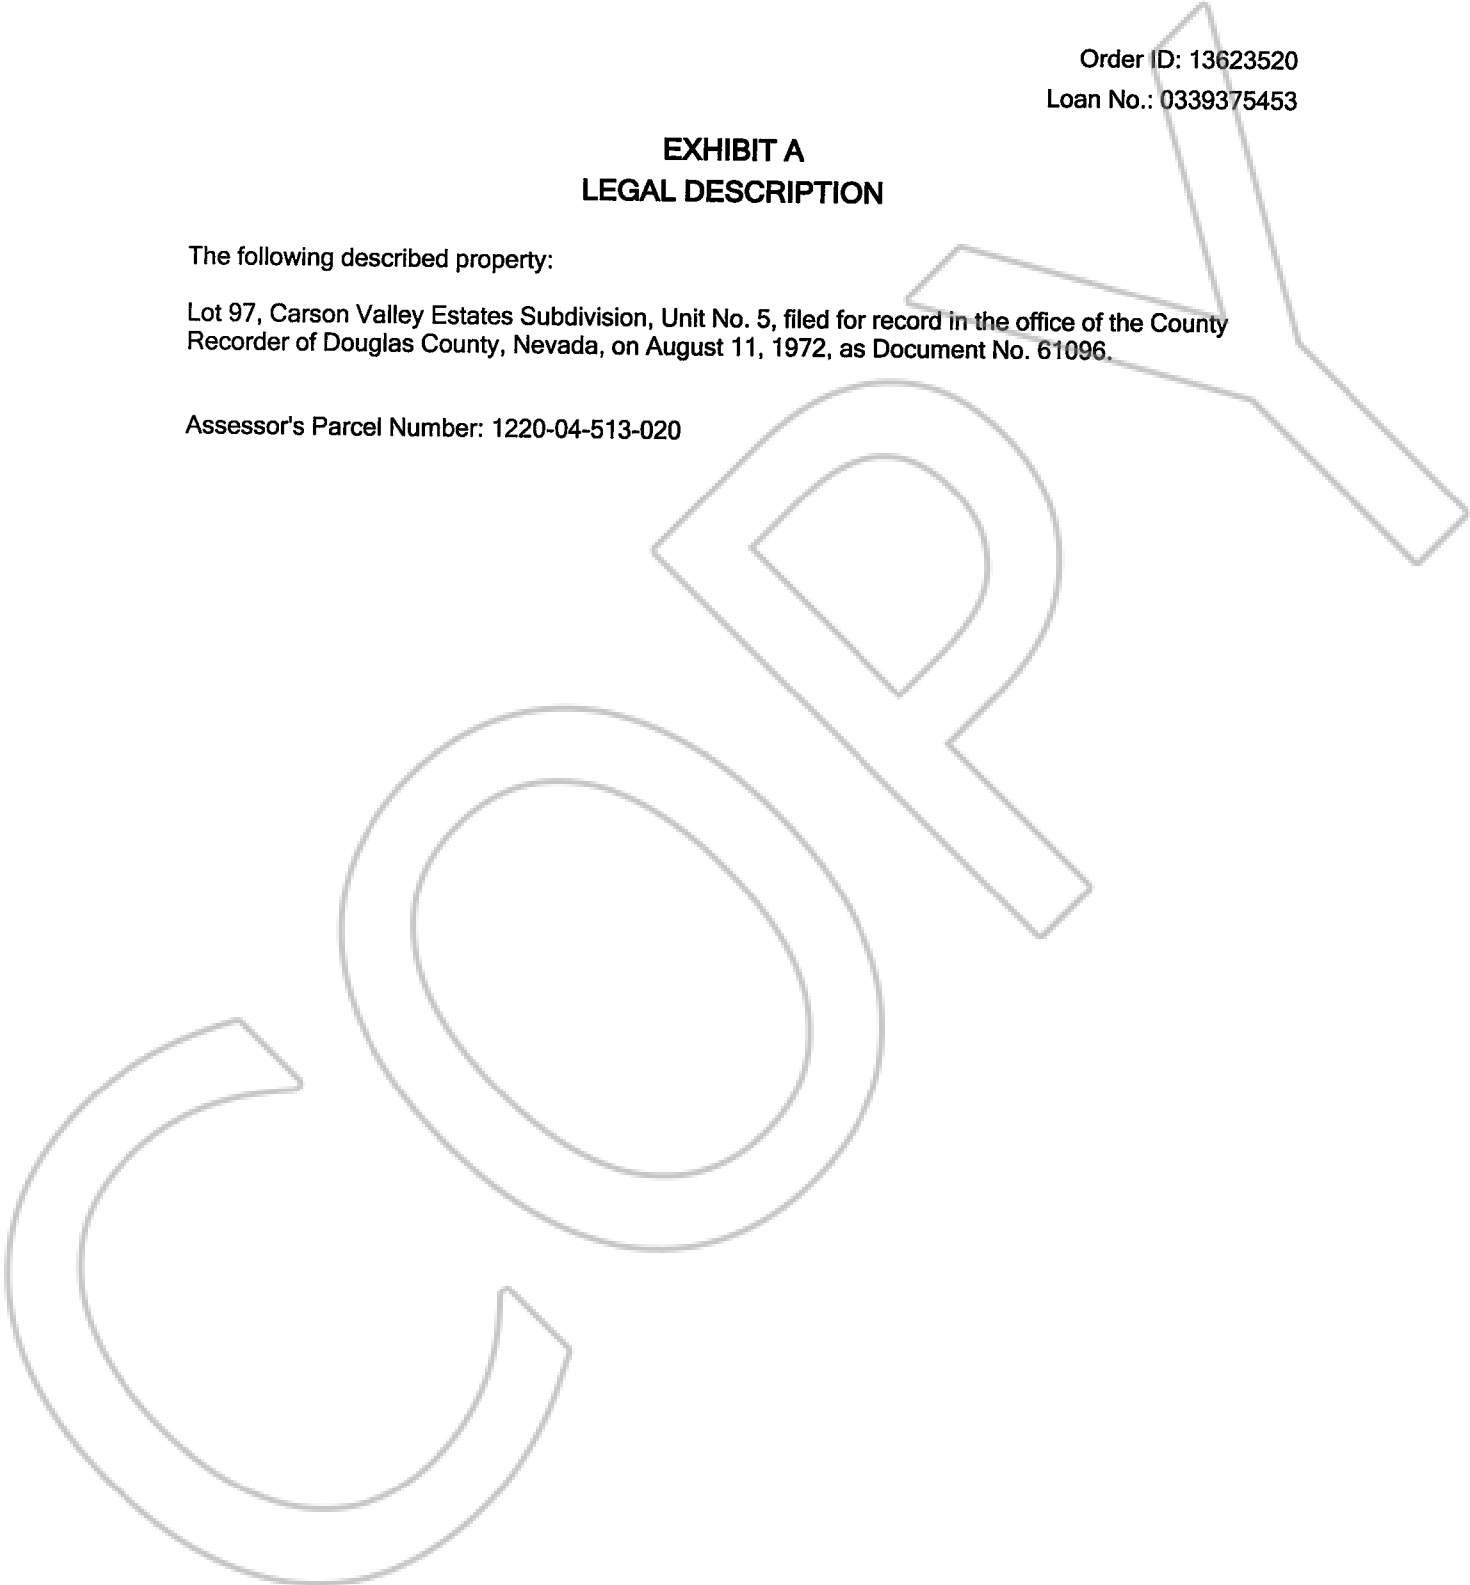 Order ID: 13623520
Loan No.: 0339375453
EXHIBIT A
LEGAL DESCRIPTION
The following described property:
Lot 97, Carson Valley Estates Subdivision, Unit No. 5, filed for record in the office of the County
Recorder of Douglas County, Nevada, on August 11, 1972, as Document No. 61096.
Assessor's Parcel Number: 1220-04-513-020
COPY